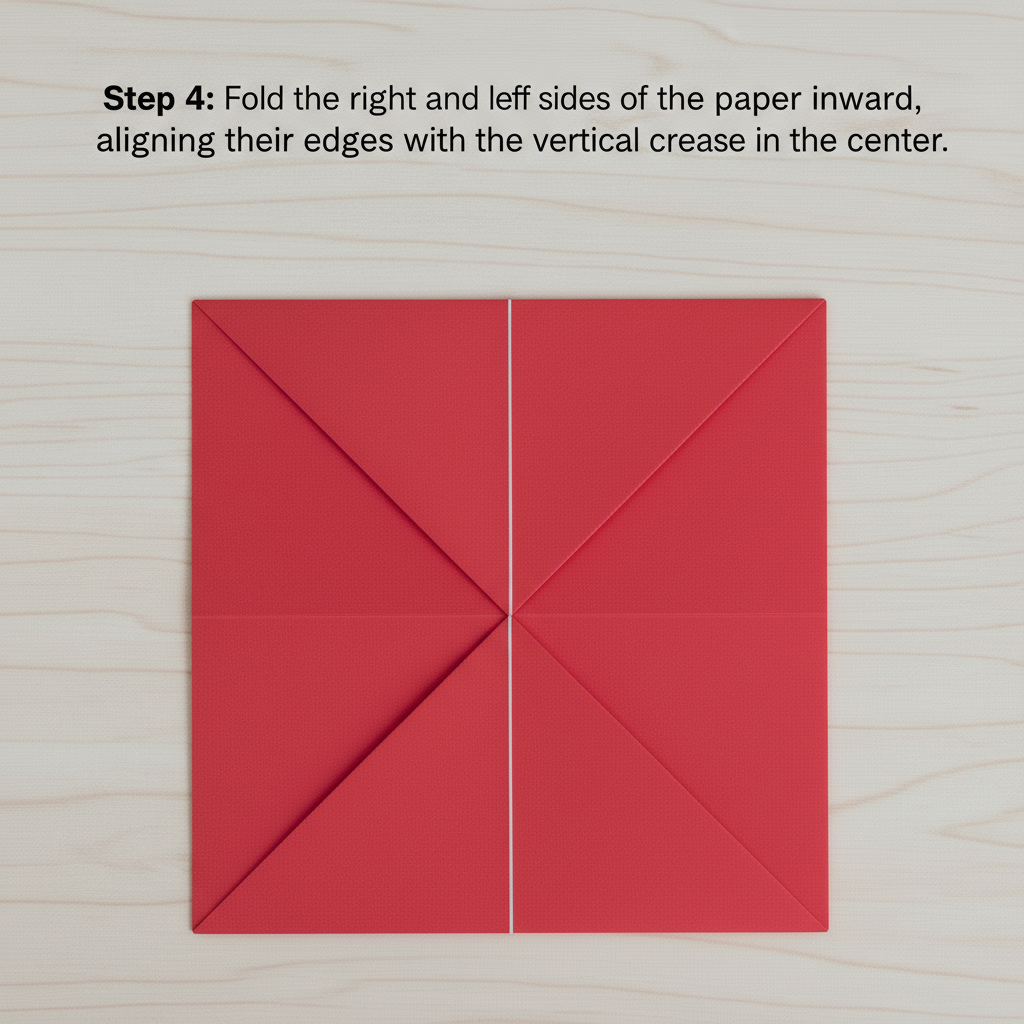 Step 4: Fold the right and leff sides of the paper inward,
aligning their edges with the vertical crease in the center.